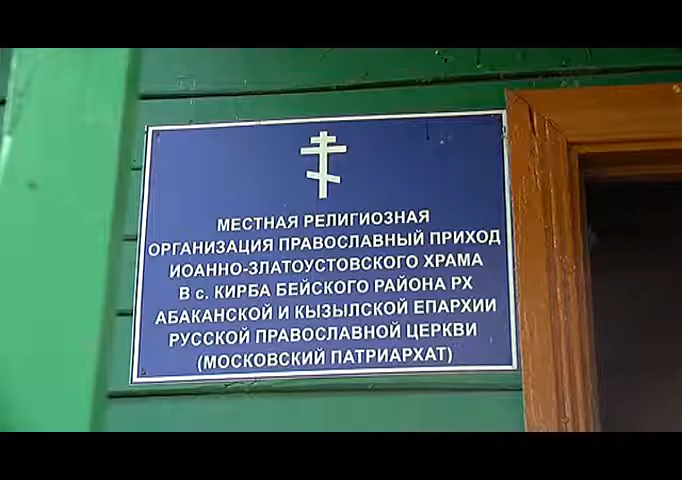 МЕСТНАЯ РЕЛИГИОЗНАЯ
ОРГАНИЗАЦИЯ ПРАВОСЛАВНЫЙ ПРИХОД
ИОАННО-ЗЛАТОУСТОВСКОГО ХРАМА
В с. КИРБА БЕЙСКОГО РАЙОНА РХ
АБАКАНСКОЙ И КЫЗЫЛСКОЙ ЕПАРХИИ
РУССКОЙ ПРАВОСЛАВНОЙ ЦЕРКВИ
(МОСКОВСКИЙ ПАТРИАРХАТ)